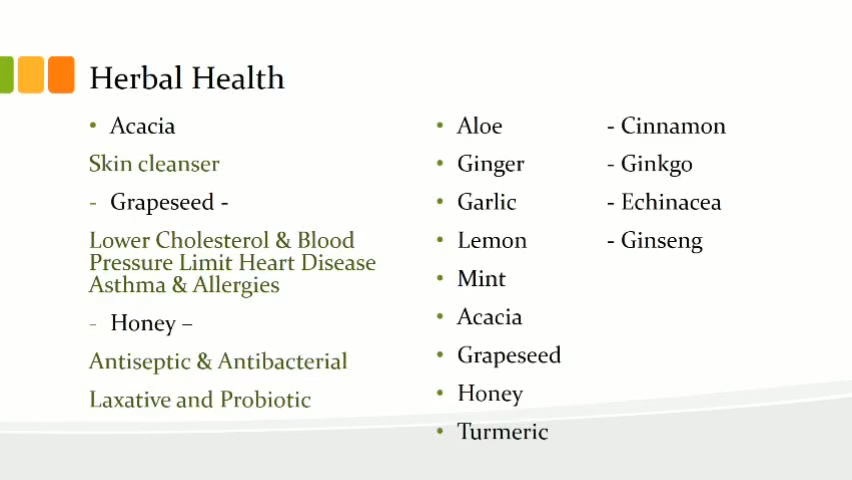 Herbal Health
• Acacia
Skin cleanser
- Grapeseed -
Lower Cholesterol & Blood
Pressure Limit Heart Disease
Asthma & Allergies
- Honey –
Antiseptic & Antibacterial
Laxative and Probiotic
• Aloe
• Ginger
• Garlic
• Lemon
• Mint
• Acacia
• Grapeseed
• Honey
• Turmeric
- Cinnamon
- Ginkgo
- Echinacea
- Ginseng